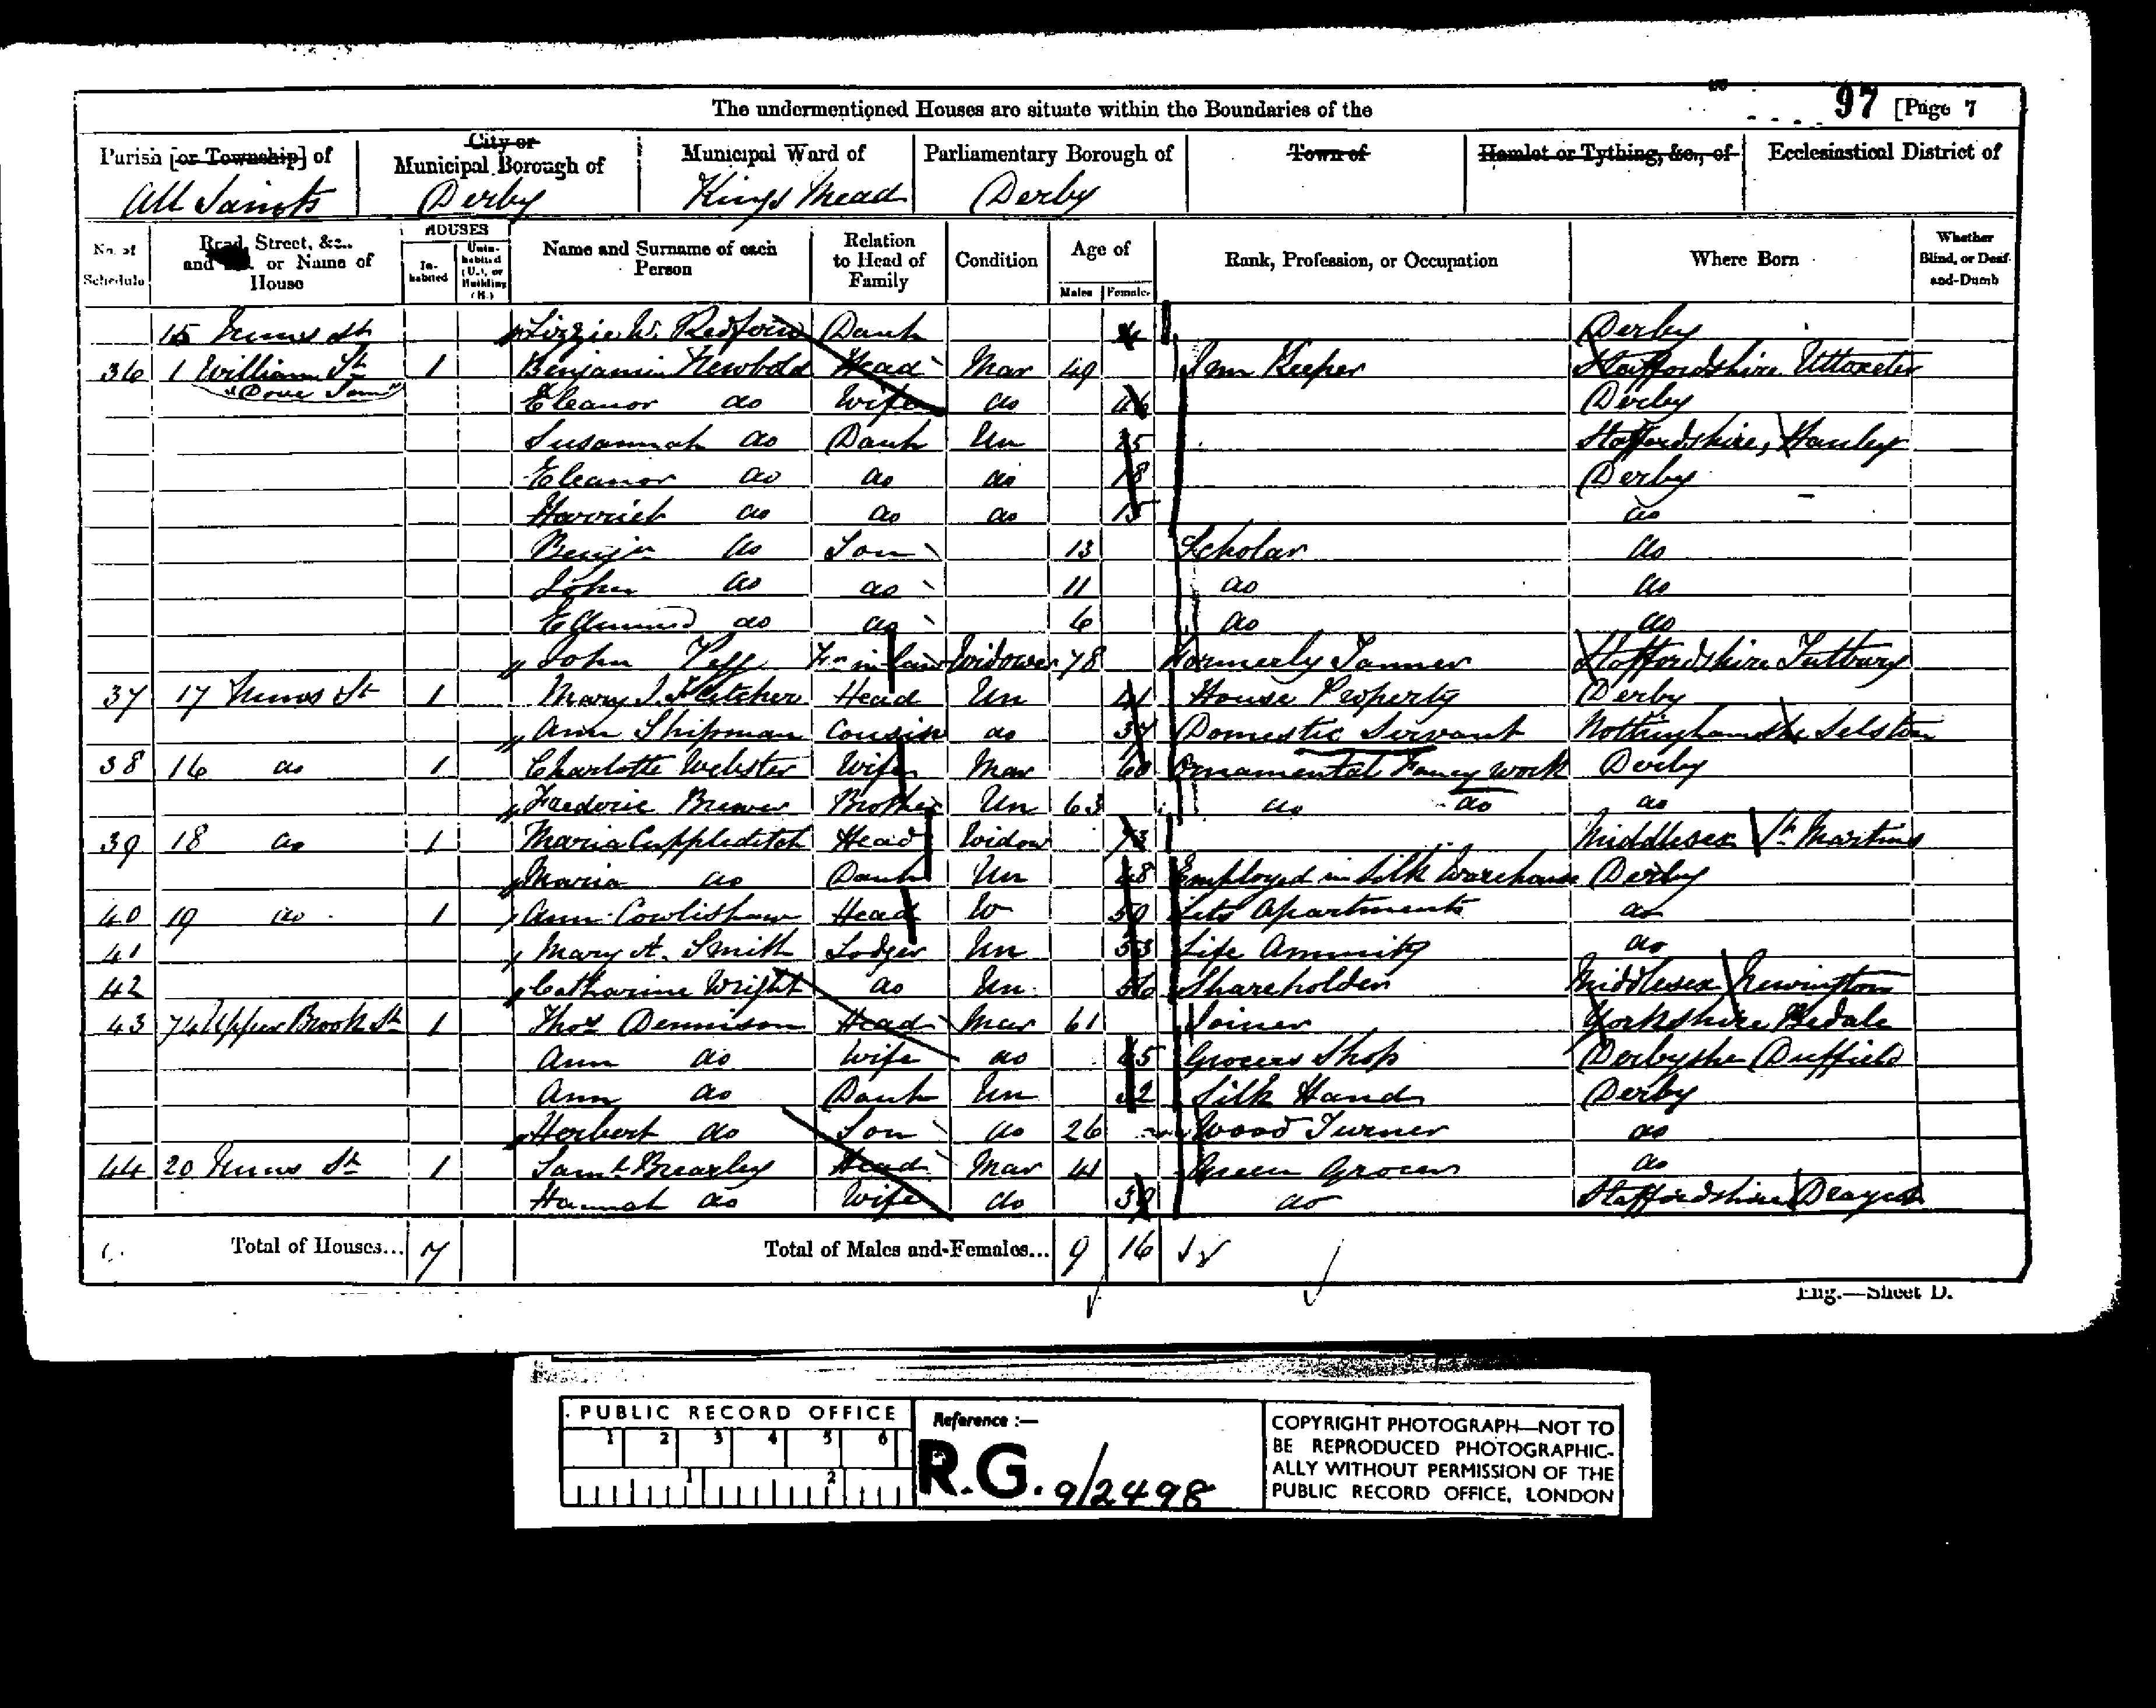 The undermentioned Houses are situate within the Boundaries of the 97 [Page 7
Parish [or Township] of City or Municipal Borough of Municipal Ward of Parliamentary Borough of Town of Hamlet or Tything, &c., of Ecclesiastical District of
All Saints Derby Kings Mead Derby
No. of Schedule Road, Street, &c., and or Name of House HOUSES Inhabited Uninhabited (U.), or Building (B.) Name and Surname of each Person Relation to Head of Family Condition Age of Males Females Rank, Profession, or Occupation Where Born Whether Blind, or Deaf-and-Dumb
15 Nuns St Lizzie W. Daur Derby
36 1 William St 1 Benjamin Newbold Head Mar 49 Inn Keeper Staffordshire Uttoxeter
"Dove Inn" Eleanor do Wife do 46 Derby
Susannah do Daur Un 25 Staffordshire, Hanley
Eleanor do do do 18 Derby
Harriet do do do 15 do
Benjn do Son 13 Scholar do
John do do 11 do do
Edmund do do 6 do do
John in law Widower 78 Formerly Tanner Staffordshire Tutbury
37 17 Nuns St 1 Mary J. Fletcher Head Un 41 House Property Derby
Ann Shipman Cousin do 37 Domestic Servant Nottinghamshe Selston
38 16 do 1 Charlotte Webster Wife Mar 60 Ornamental Fancy Work Derby
Frederic Brewer Brother Un 63 do do do
39 18 do 1 Maria Cuppleditch Head Widow 73 Middlesex St Martins
Maria do Daur Un 48 Employed in Silk Warehouse Derby
40 19 do 1 Ann Cowlishaw Head W 59 Lets Apartments do
41 Mary A. Smith Lodger Un 53 Life Annuity do
42 Catharine Wright do Un 56 Shareholder Middlesex Newington
43 74 Upper Brook St 1 Thos Dennison Head Mar 61 Joiner Yorkshire Bedale
Ann do Wife do 65 Grocers Shop Derbyshe Duffield
Ann do Daur Un 32 Silk Hand Derby
Herbert do Son do 26 Wood Turner do
44 20 Nuns St 1 Saml Brearley Head Mar 41 Green Grocer do
Hannah do Wife do 39 do Staffordshire Draycot
Total of Houses... 7 Total of Males and Females... 9 16
Eng.—Sheet D.
PUBLIC RECORD OFFICE
1 2 3 4 5 6
1 2
Reference :—
R.G. 9/2498
COPYRIGHT PHOTOGRAPH—NOT TO
BE REPRODUCED PHOTOGRAPHIC-
ALLY WITHOUT PERMISSION OF THE
PUBLIC RECORD OFFICE, LONDON